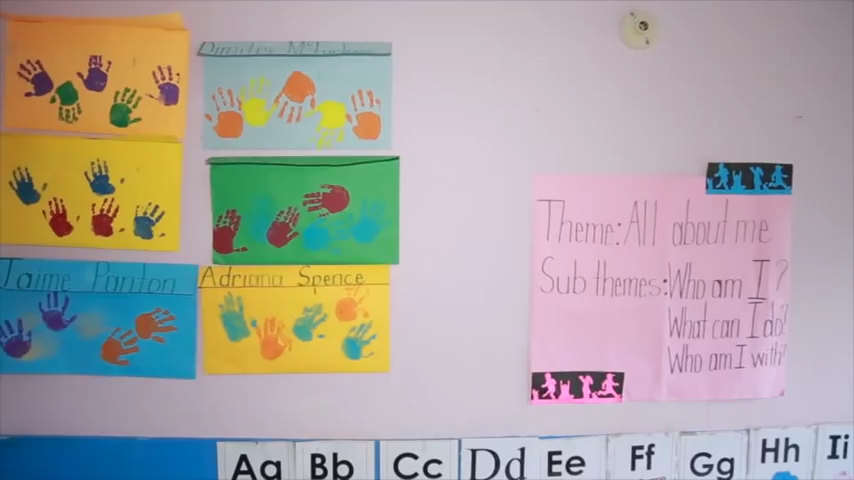 Dimitri
Jaime Panton
Adriana Spence
Theme: All about me
Sub themes: Who am I?
What can I do?
Who am I with?
Aa Bb Cc Dd Ee Ff Gg Hh Ii